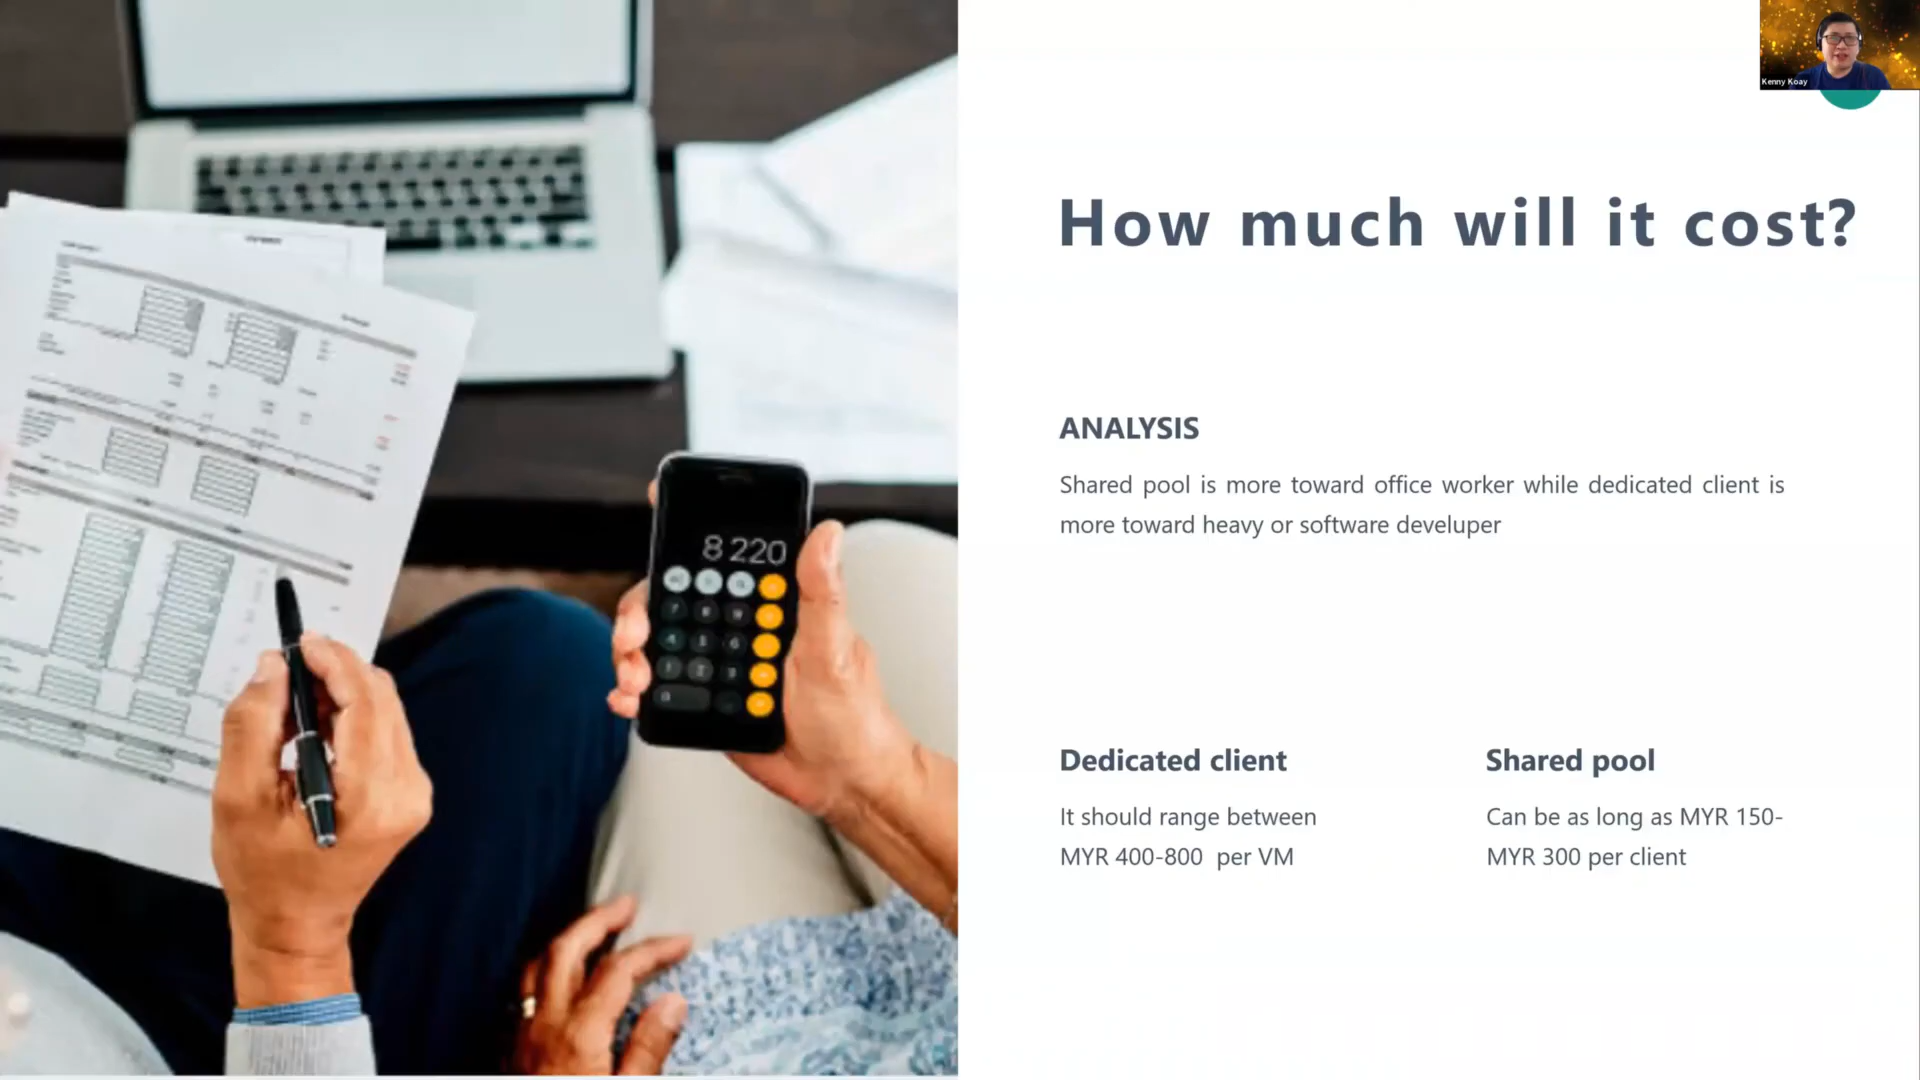 Kenny Koay
How much will it cost?
ANALYSIS
Shared pool is more toward office worker while dedicated client is
more toward heavy or software develuper
8 220
Dedicated client
It should range between
MYR 400-800 per VM
Shared pool
Can be as long as MYR 150-
MYR 300 per client